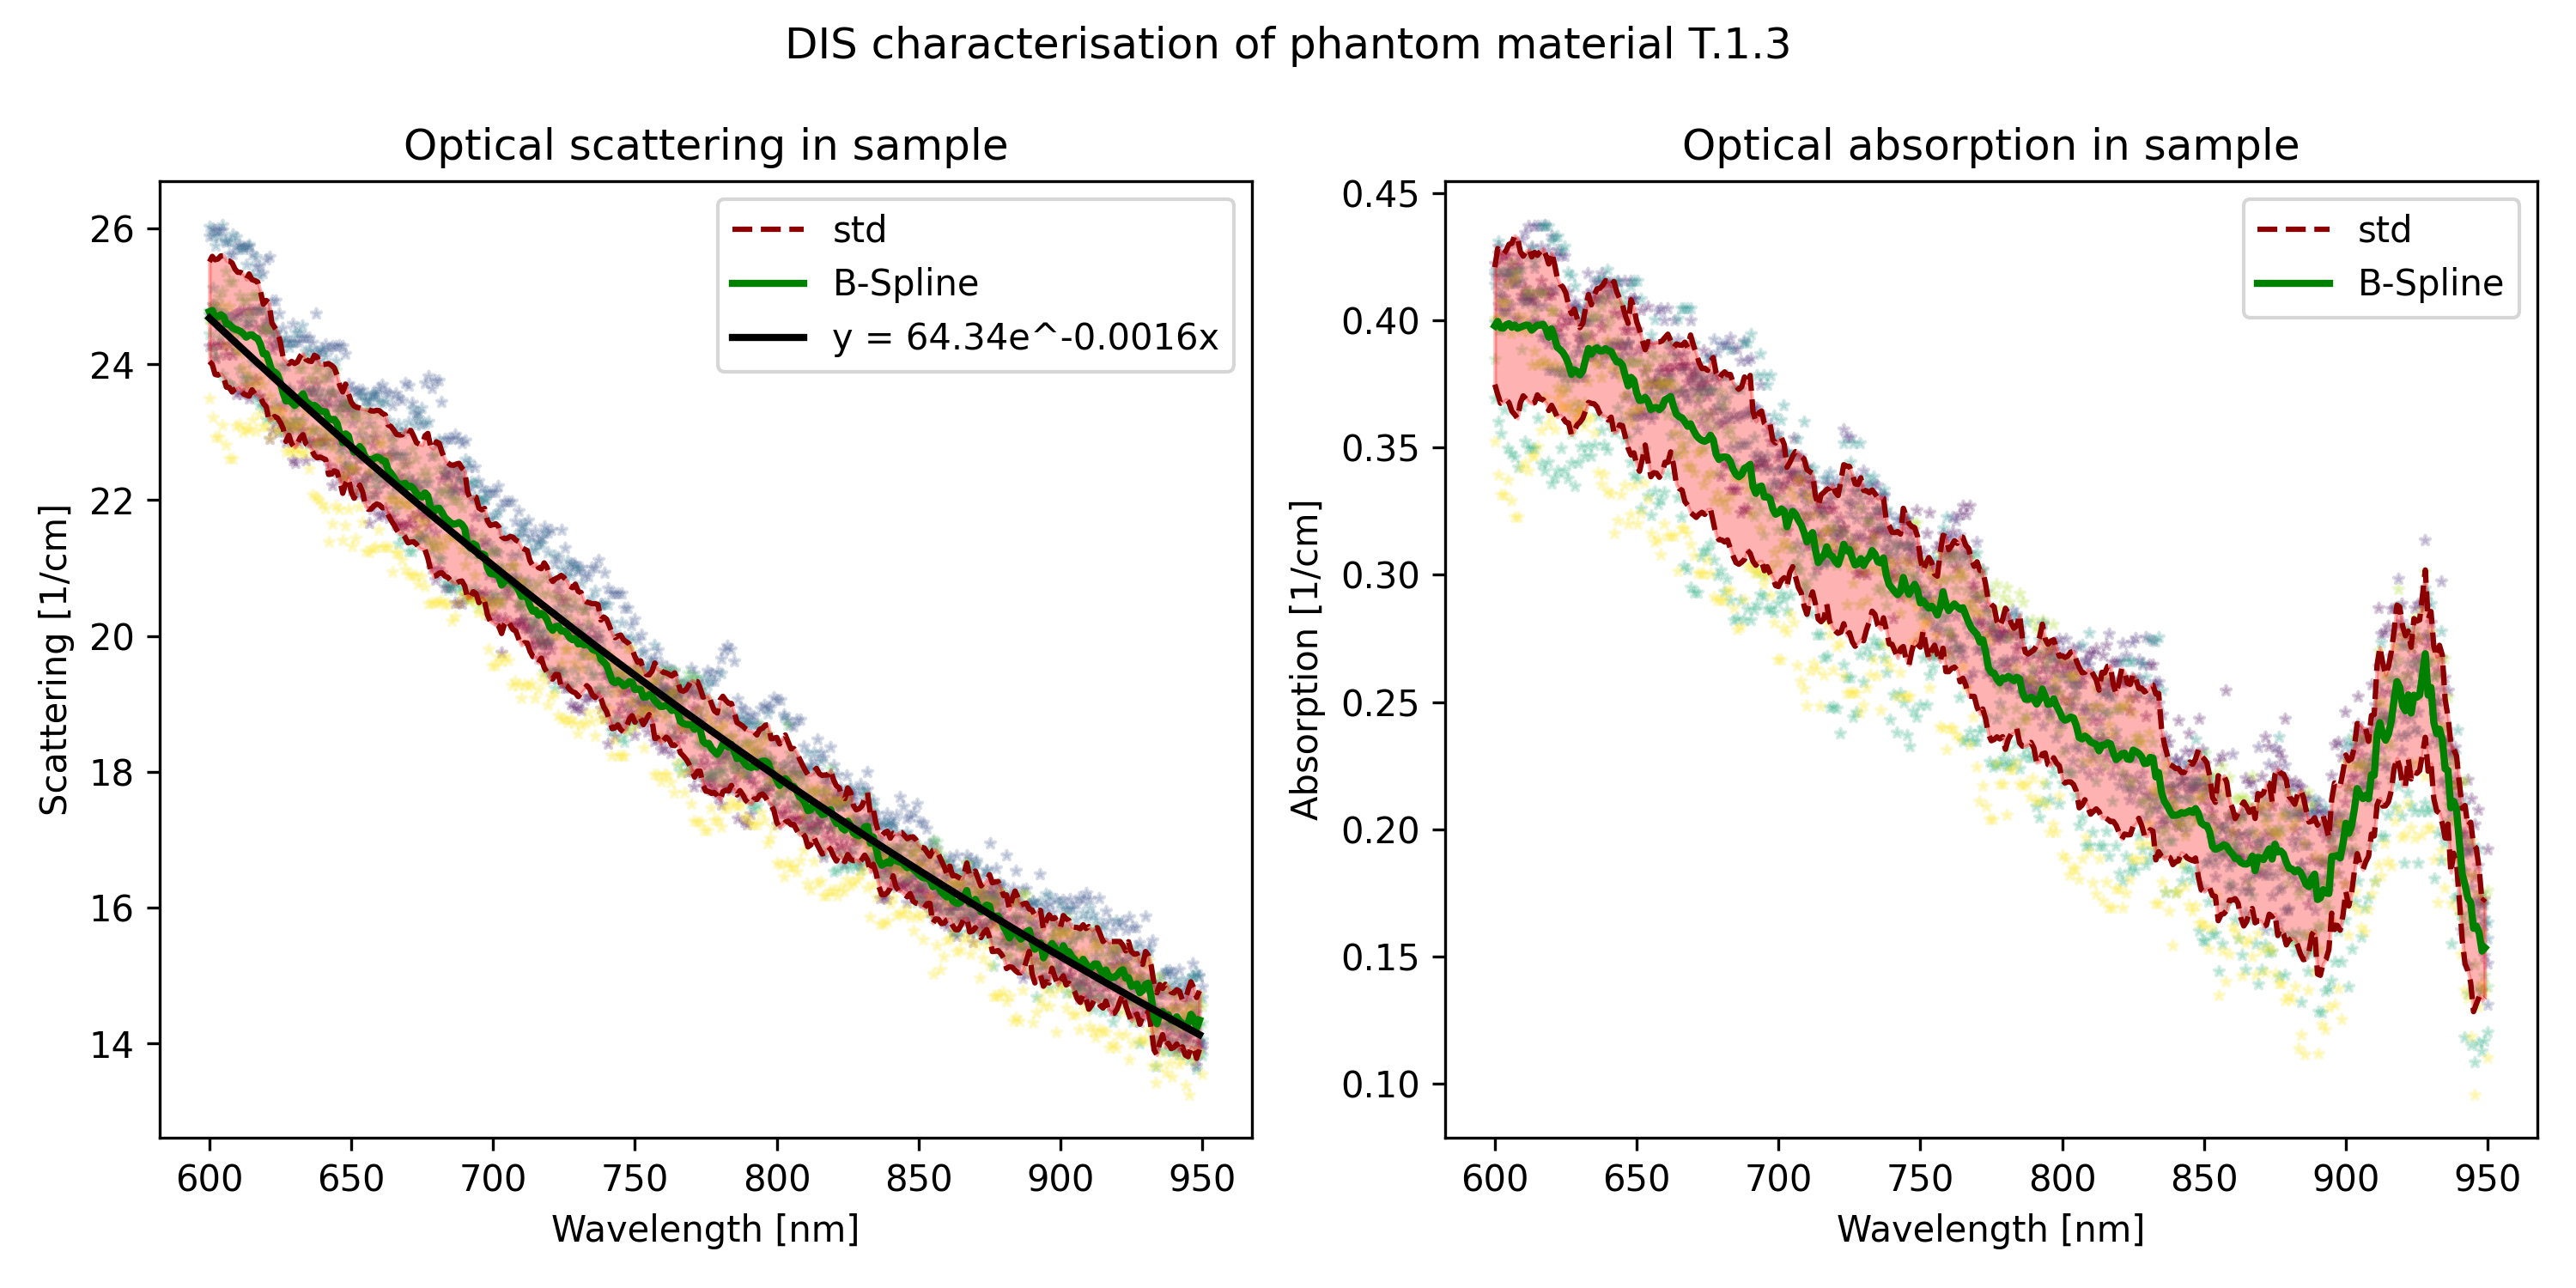 DIS characterisation of phantom material T.1.3
Optical scattering in sample
std
B-Spline
y = 64.34e^-0.0016x
26
24
22
20
18
16
14
Scattering [1/cm]
600 650 700 750 800 850 900 950
Wavelength [nm]
Optical absorption in sample
std
B-Spline
0.45
0.40
0.35
0.30
0.25
0.20
0.15
0.10
Absorption [1/cm]
600 650 700 750 800 850 900 950
Wavelength [nm]